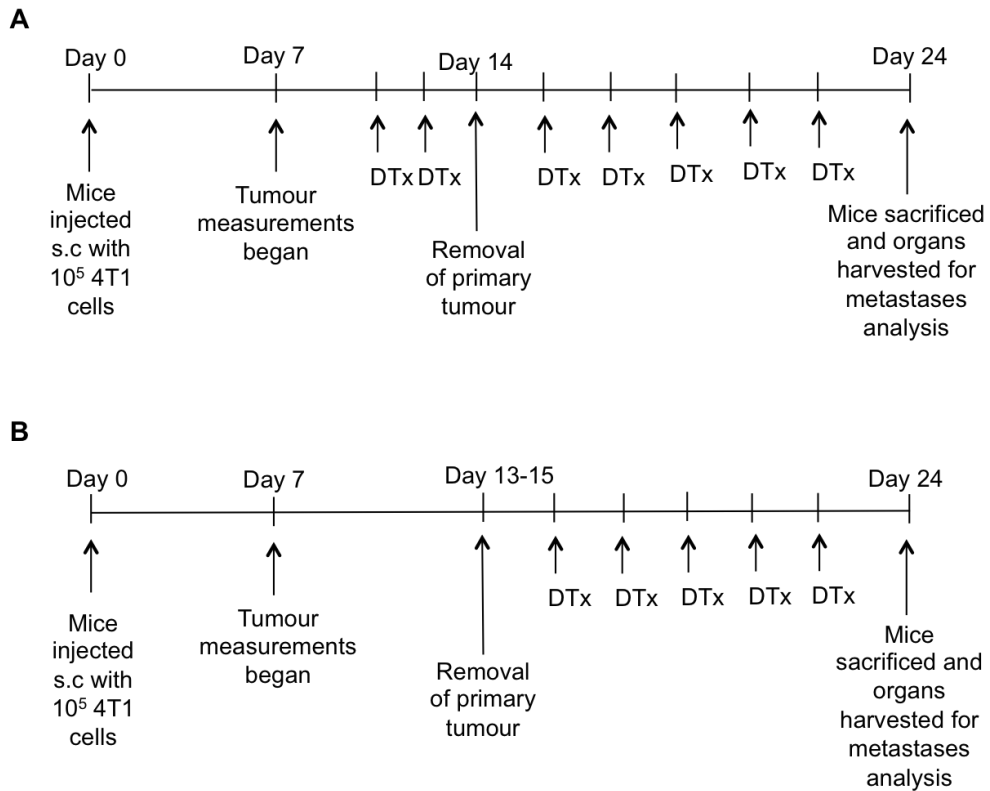 A
Day 0
Day 7
Day 14
Day 24
DTx DTx
DTx
DTx
DTx
DTx
DTx
Mice
injected
s.c with
10⁵ 4T1
cells
Tumour
measurements
began
Removal
of primary
tumour
Mice sacrificed
and organs
harvested for
metastases
analysis
B
Day 0
Day 7
Day 13-15
Day 24
DTx
DTx
DTx
DTx
DTx
Mice
injected
s.c with
10⁵ 4T1
cells
Tumour
measurements
began
Removal
of primary
tumour
Mice
sacrificed and
organs
harvested for
metastases
analysis